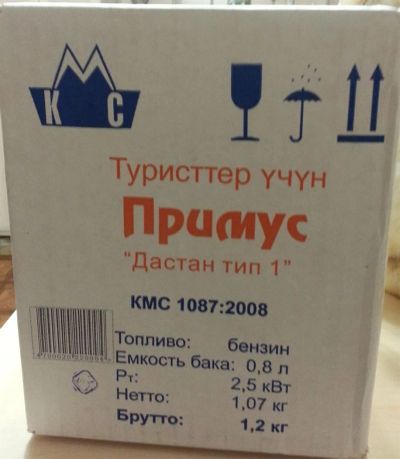 КМС
Туристтер үчүн
Примус
"Дастан тип 1"
КМС 1087:2008
Топливо: бензин
Емкость бака: 0,8 л
Рт: 2,5 кВт
Нетто: 1,07 кг
Брутто: 1,2 кг